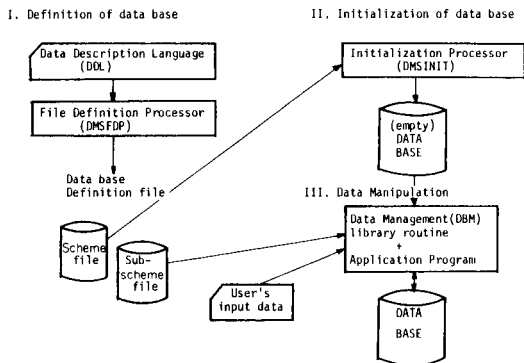 I. Definition of data base
Data Description Language
(DDL)
File Definition Processor
(DMSFDP)
Data base
Definition file
Scheme
file
Sub-
scheme
file
II. Initialization of data base
Initialization Processor
(DMSINIT)
(empty)
DATA
BASE
III. Data Manipulation
Data Management(DBM)
library routine
+
Application Program
User's
input data
DATA
BASE